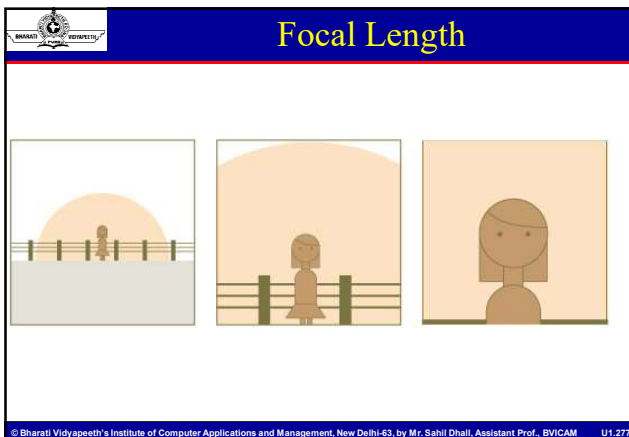 BHARATI VIDYAPEETH
Focal Length
© Bharati Vidyapeeth's Institute of Computer Applications and Management, New Delhi-63, by Mr. Sahil Dhall, Assistant Prof., BVICAM U1.277